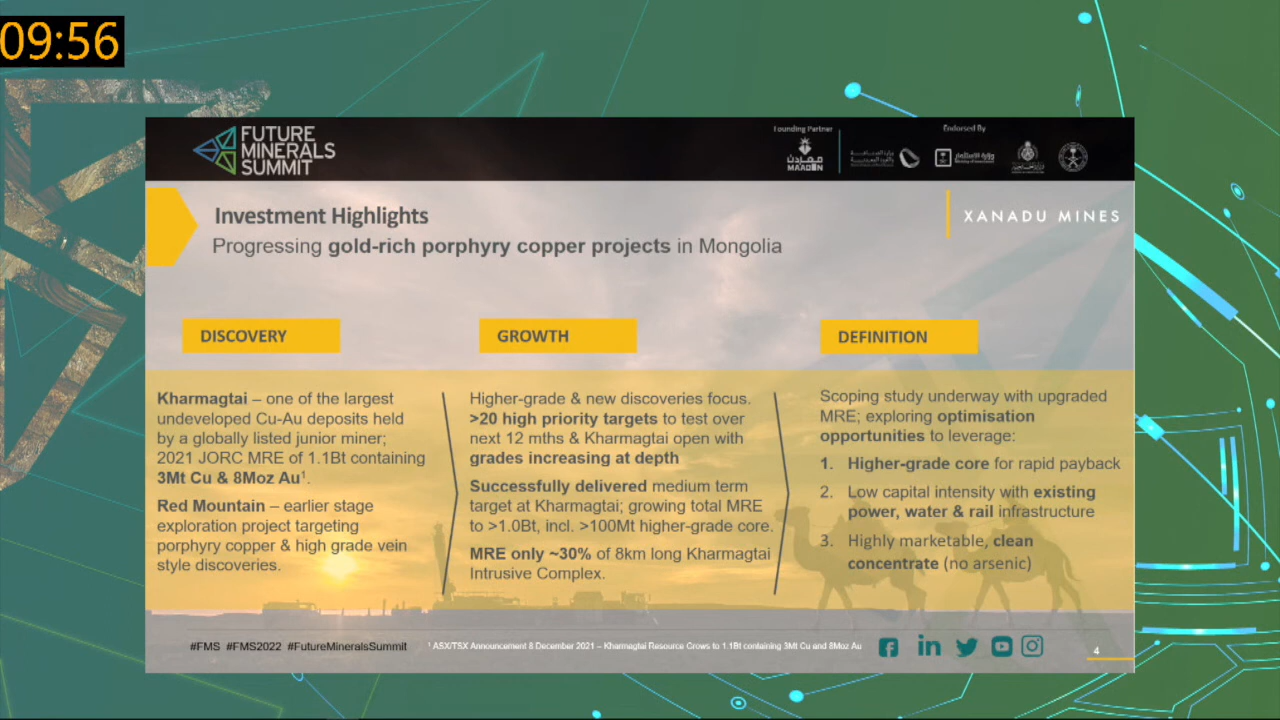 09:56
FUTURE
MINERALS
SUMMIT
Founding Partner
Endorsed By
معادن
MAADEN
Investment Highlights
XANADU MINES
Progressing gold-rich porphyry copper projects in Mongolia
DISCOVERY
Kharmagtai – one of the largest
undeveloped Cu-Au deposits held
by a globally listed junior miner;
2021 JORC MRE of 1.1Bt containing
3Mt Cu & 8Moz Au¹.
Red Mountain – earlier stage
exploration project targeting
porphyry copper & high grade vein
style discoveries.
GROWTH
Higher-grade & new discoveries focus.
>20 high priority targets to test over
next 12 mths & Kharmagtai open with
grades increasing at depth
Successfully delivered medium term
target at Kharmagtai; growing total MRE
to >1.0Bt, incl. >100Mt higher-grade core.
MRE only ~30% of 8km long Kharmagtai
Intrusive Complex.
DEFINITION
Scoping study underway with upgraded
MRE; exploring optimisation
opportunities to leverage:
1. Higher-grade core for rapid payback
2. Low capital intensity with existing
power, water & rail infrastructure
3. Highly marketable, clean
concentrate (no arsenic)
#FMS #FMS2022 #FutureMineralsSummit
¹ ASX/TSX Announcement 8 December 2021 – Kharmagtai Resource Grows to 1.1Bt containing 3Mt Cu and 8Moz Au
4